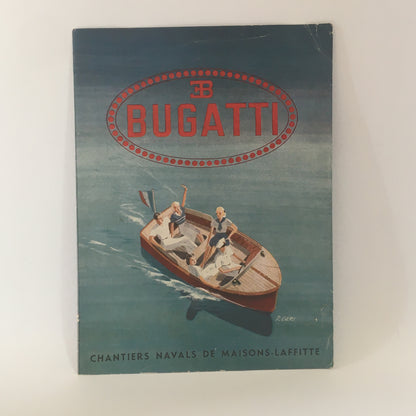 EB
BUGATTI
CHANTIERS NAVALS DE MAISONS-LAFFITTE